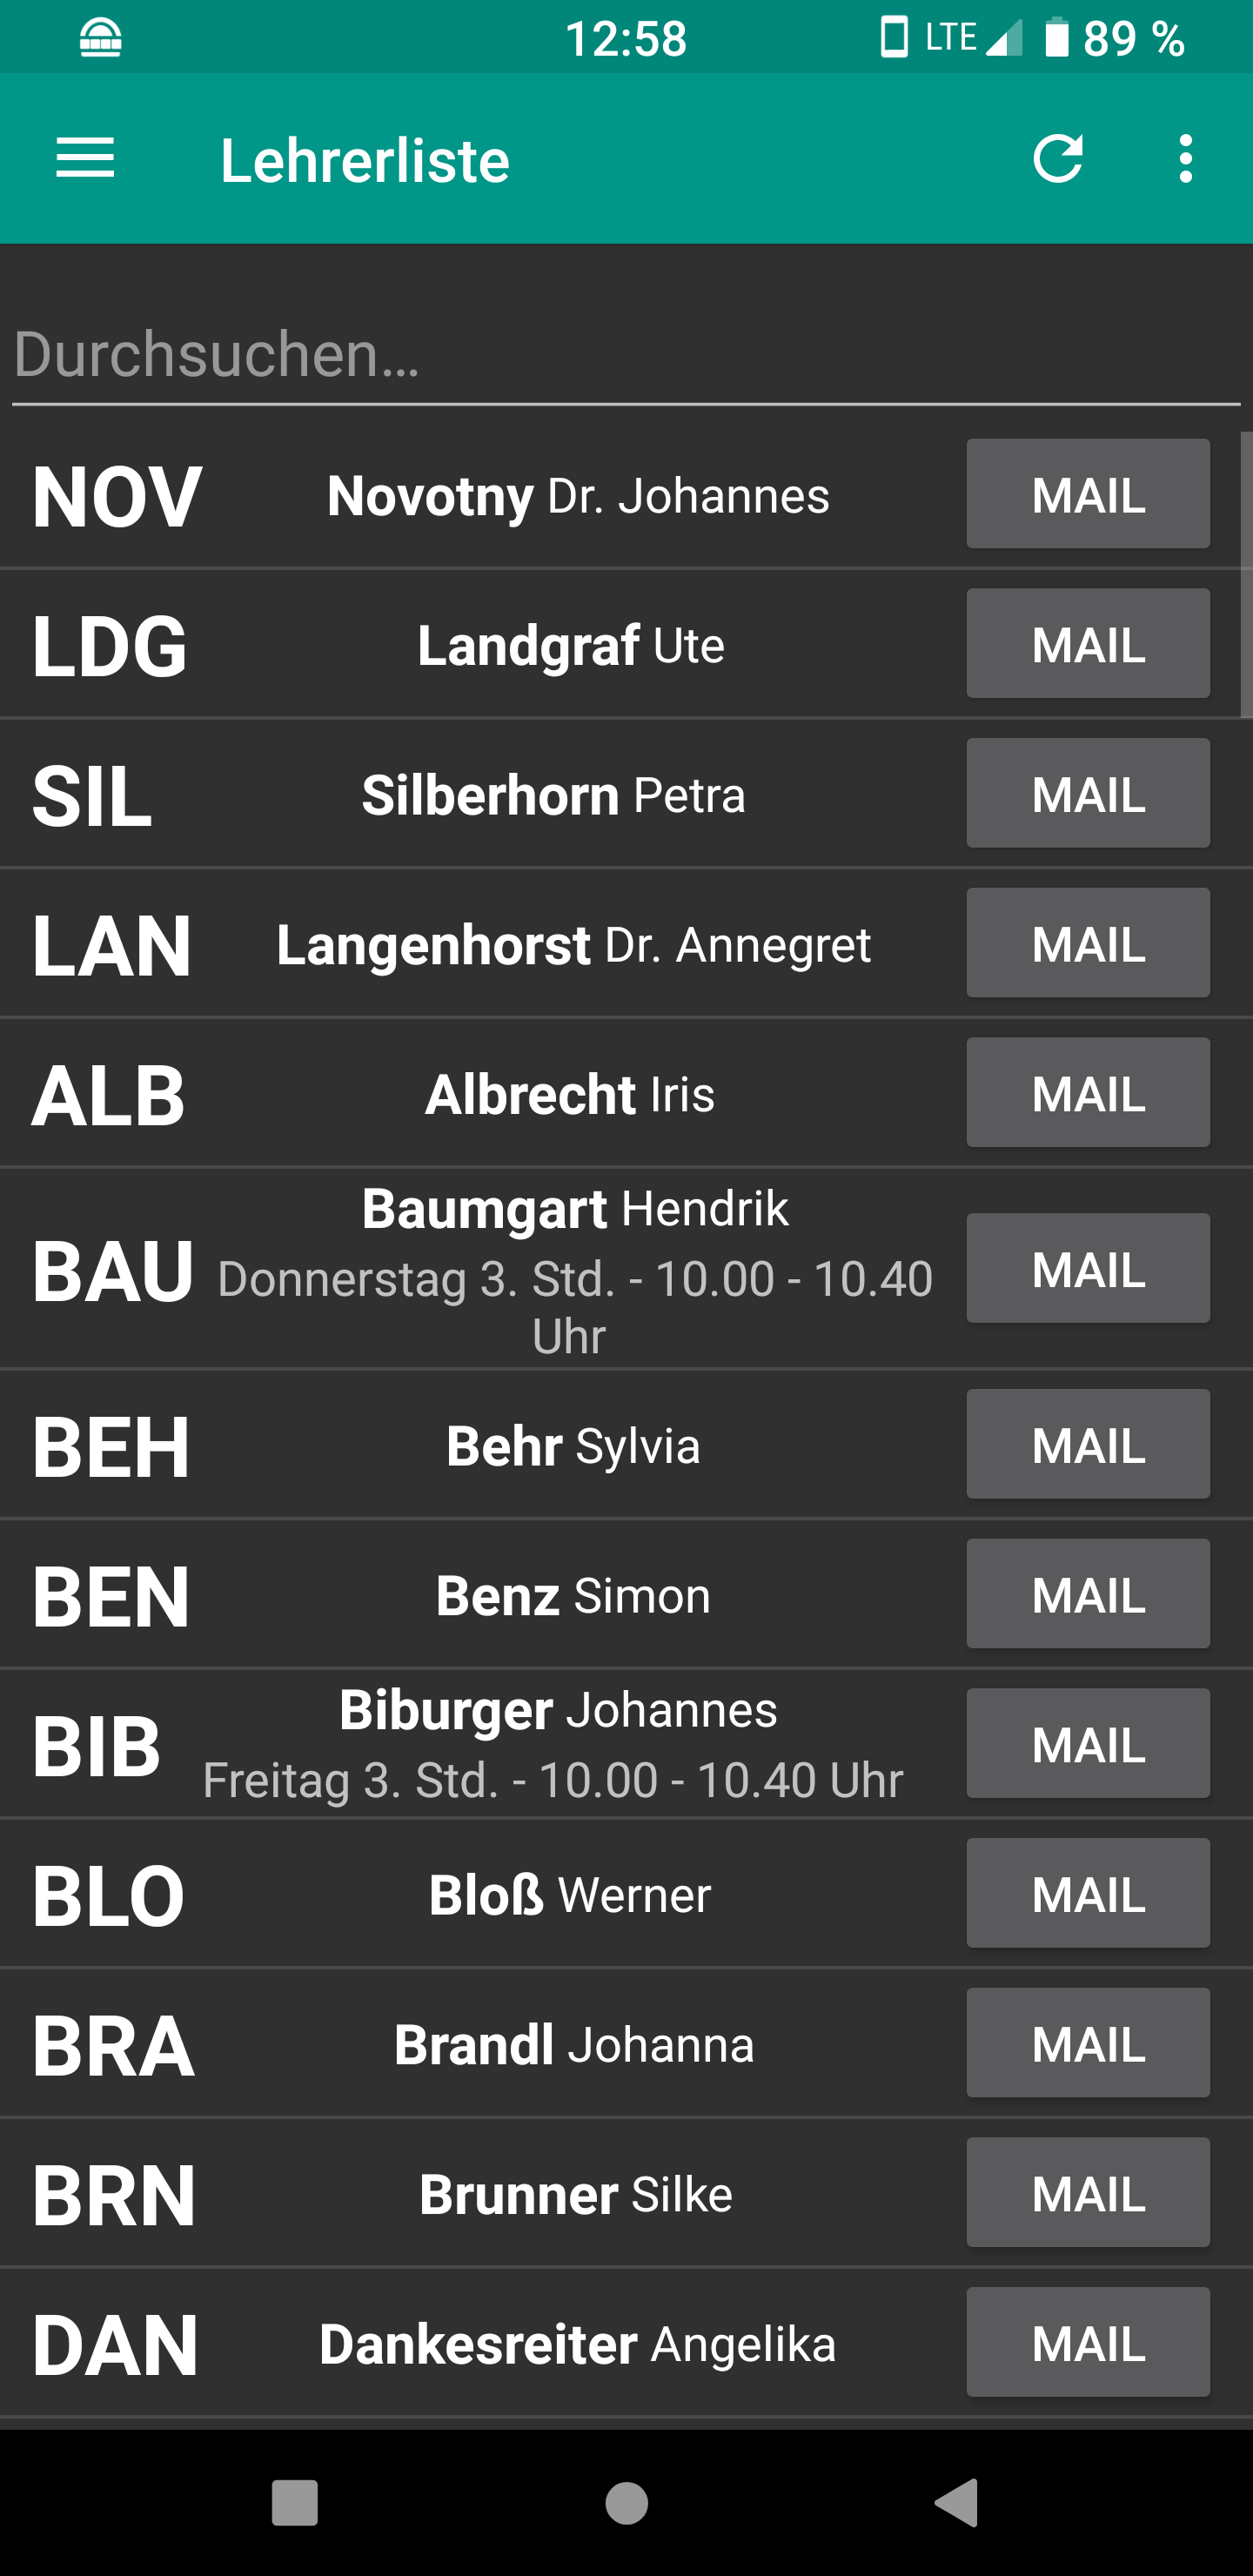 12:58 LTE 89 %
Lehrerliste
Durchsuchen...
NOV Novotny Dr. Johannes MAIL
LDG Landgraf Ute MAIL
SIL Silberhorn Petra MAIL
LAN Langenhorst Dr. Annegret MAIL
ALB Albrecht Iris MAIL
BAU Baumgart Hendrik MAIL
Donnerstag 3. Std. - 10.00 - 10.40
Uhr
BEH Behr Sylvia MAIL
BEN Benz Simon MAIL
BIB Biburger Johannes MAIL
Freitag 3. Std. - 10.00 - 10.40 Uhr
BLO Bloß Werner MAIL
BRA Brandl Johanna MAIL
BRN Brunner Silke MAIL
DAN Dankesreiter Angelika MAIL